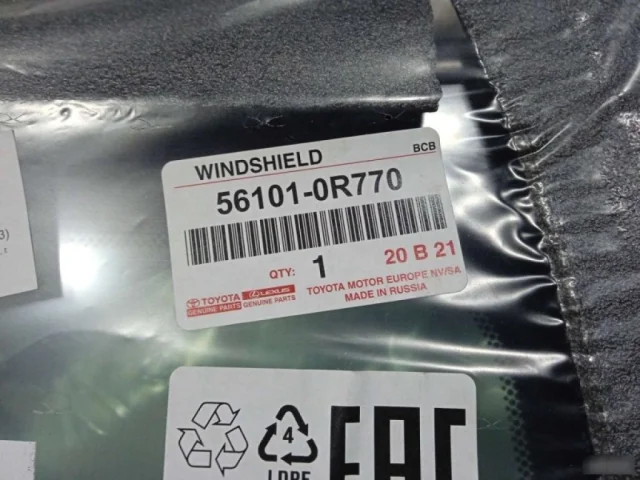 WINDSHIELD BCB
56101-0R770
QTY: 1 20 B 21
TOYOTA LEXUS TOYOTA MOTOR EUROPE NV/SA
GENUINE PARTS GENUINE PARTS MADE IN RUSSIA
3)
4
LDPE
EAC